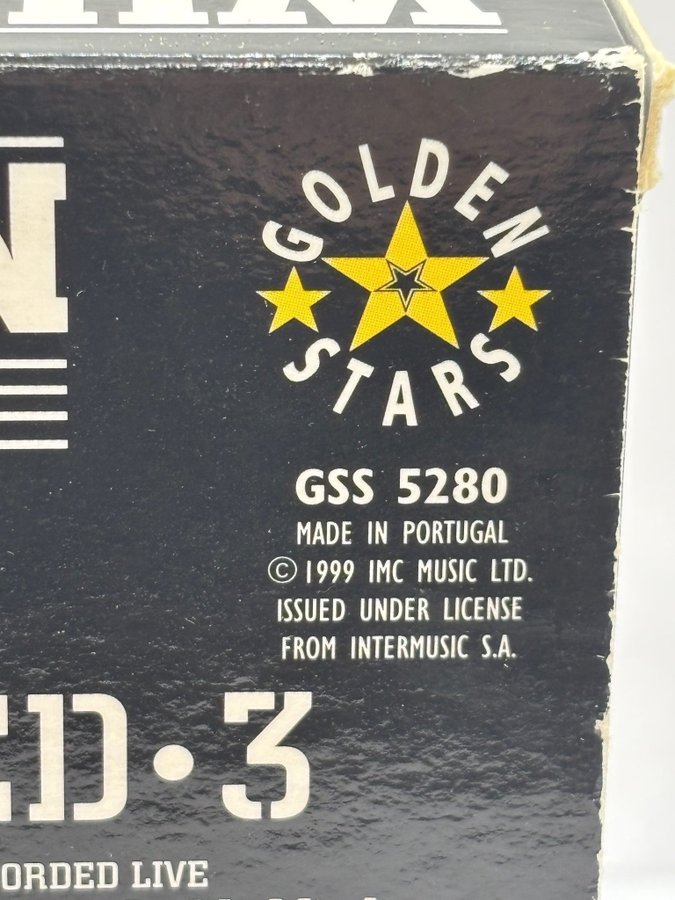 N
GOLDEN
STARS
GSS 5280
MADE IN PORTUGAL
© 1999 IMC MUSIC LTD.
ISSUED UNDER LICENSE
FROM INTERMUSIC S.A.
ED•3
ORDED LIVE